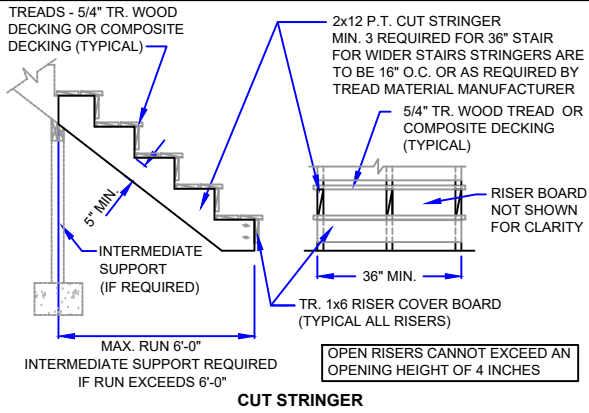 TREADS - 5/4" TR. WOOD
DECKING OR COMPOSITE
DECKING (TYPICAL)
2x12 P.T. CUT STRINGER
MIN. 3 REQUIRED FOR 36" STAIR
FOR WIDER STAIRS STRINGERS ARE
TO BE 16" O.C. OR AS REQUIRED BY
TREAD MATERIAL MANUFACTURER
5/4" TR. WOOD TREAD OR
COMPOSITE DECKING
(TYPICAL)
5" MIN.
RISER BOARD
NOT SHOWN
FOR CLARITY
INTERMEDIATE
SUPPORT
(IF REQUIRED)
36" MIN.
TR. 1x6 RISER COVER BOARD
(TYPICAL ALL RISERS)
MAX. RUN 6'-0"
INTERMEDIATE SUPPORT REQUIRED
IF RUN EXCEEDS 6'-0"
OPEN RISERS CANNOT EXCEED AN
OPENING HEIGHT OF 4 INCHES
CUT STRINGER